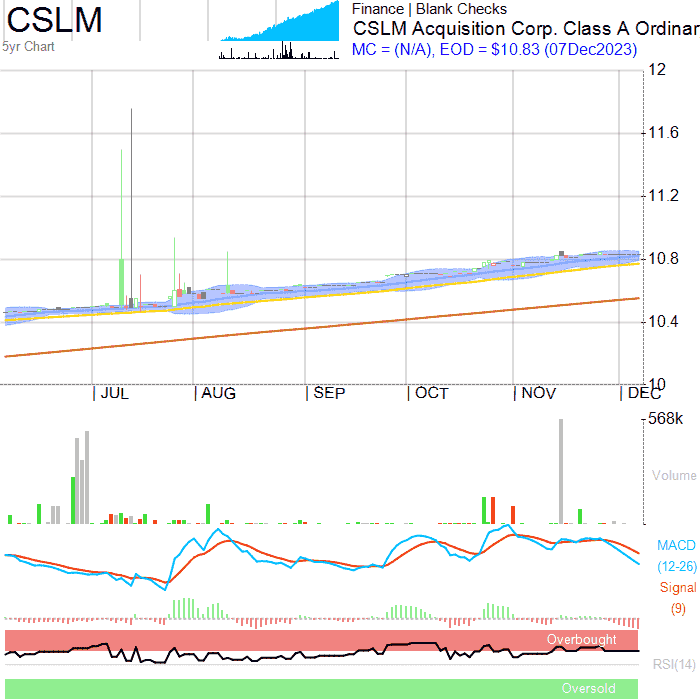 CSLM
5yr Chart
Finance | Blank Checks
CSLM Acquisition Corp. Class A Ordinar
MC = (N/A), EOD = $10.83 (07Dec2023)
12
11.6
11.2
10.8
10.4
10
JUL
AUG
SEP
OCT
NOV
DEC
568k
Volume
MACD
(12-26)
Signal
(9)
Overbought
RSI(14)
Oversold